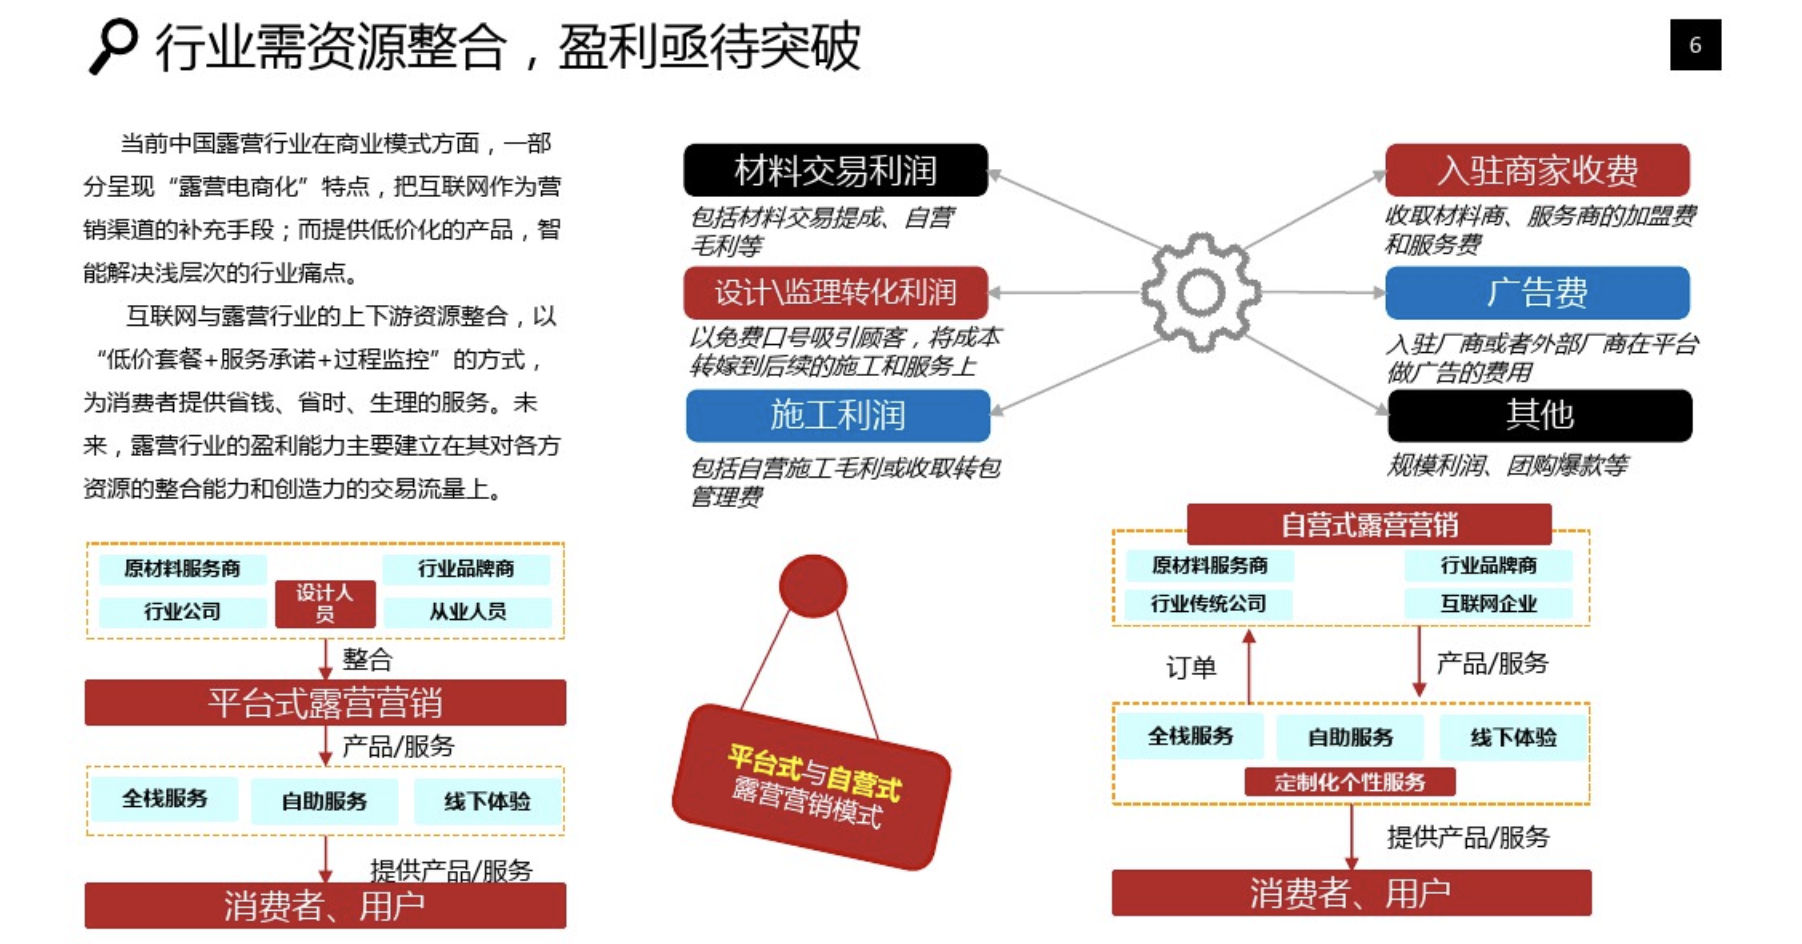 行业需资源整合，盈利亟待突破
6
当前中国露营行业在商业模式方面，一部
分呈现“露营电商化”特点，把互联网作为营
销渠道的补充手段；而提供低价化的产品，智
能解决浅层次的行业痛点。
互联网与露营行业的上下游资源整合，以
“低价套餐+服务承诺+过程监控”的方式，
为消费者提供省钱、省时、生理的服务。未
来，露营行业的盈利能力主要建立在其对各方
资源的整合能力和创造力的交易流量上。
材料交易利润
包括材料交易提成、自营
毛利等
设计\监理转化利润
以免费口号吸引顾客，将成本
转嫁到后续的施工和服务上
施工利润
包括自营施工毛利或收取转包
管理费
入驻商家收费
收取材料商、服务商的加盟费
和服务费
广告费
入驻厂商或者外部厂商在平台
做广告的费用
其他
规模利润、团购爆款等
原材料服务商
行业品牌商
设计人
员
行业公司
从业人员
整合
平台式露营营销
产品/服务
全栈服务
自助服务
线下体验
提供产品/服务
消费者、用户
平台式与自营式
露营营销模式
自营式露营营销
原材料服务商
行业品牌商
行业传统公司
互联网企业
订单
产品/服务
全栈服务
自助服务
线下体验
定制化个性服务
提供产品/服务
消费者、用户